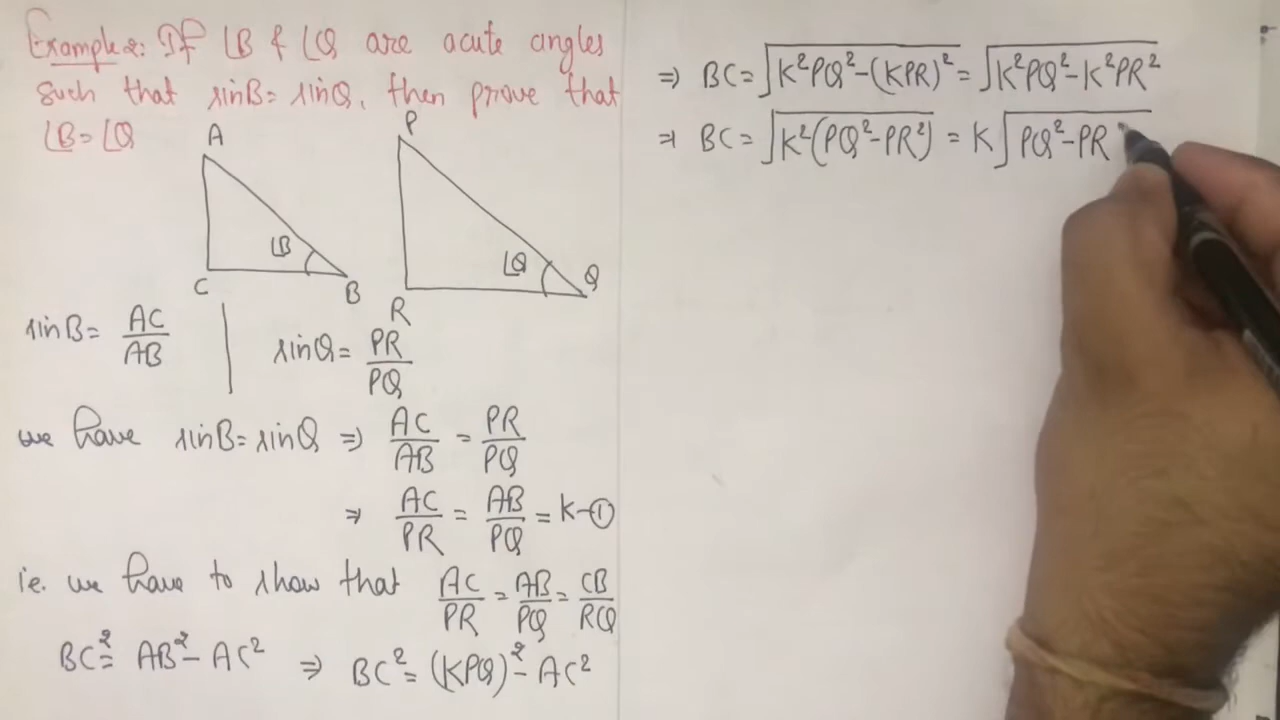 Example 2: If ∠B & ∠Q are acute angles
such that sinB = sinQ, then prove that
∠B = ∠Q
A
P
∠B
∠Q
C
B
R
Q
sinB = AC/AB | sinQ = PR/PQ
we have sinB = sinQ ⇒ AC/AB = PR/PQ
⇒ AC/PR = AB/PQ = K-①
ie. we have to show that AC/PR = AB/PQ = CB/RQ
BC² = AB² - AC² ⇒ BC² = (KPQ)² - AC²
⇒ BC = √(K²PQ² - (KPR)²) = √(K²PQ² - K²PR²)
⇒ BC = √(K²(PQ² - PR²)) = K√(PQ² - PR